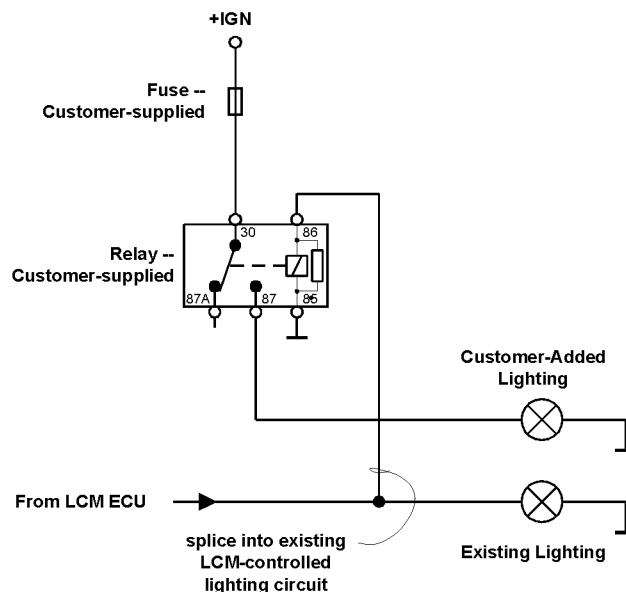 +IGN
Fuse --
Customer-supplied
30
86
Relay --
Customer-supplied
87A
87
85
Customer-Added
Lighting
From LCM ECU
splice into existing
LCM-controlled
lighting circuit
Existing Lighting